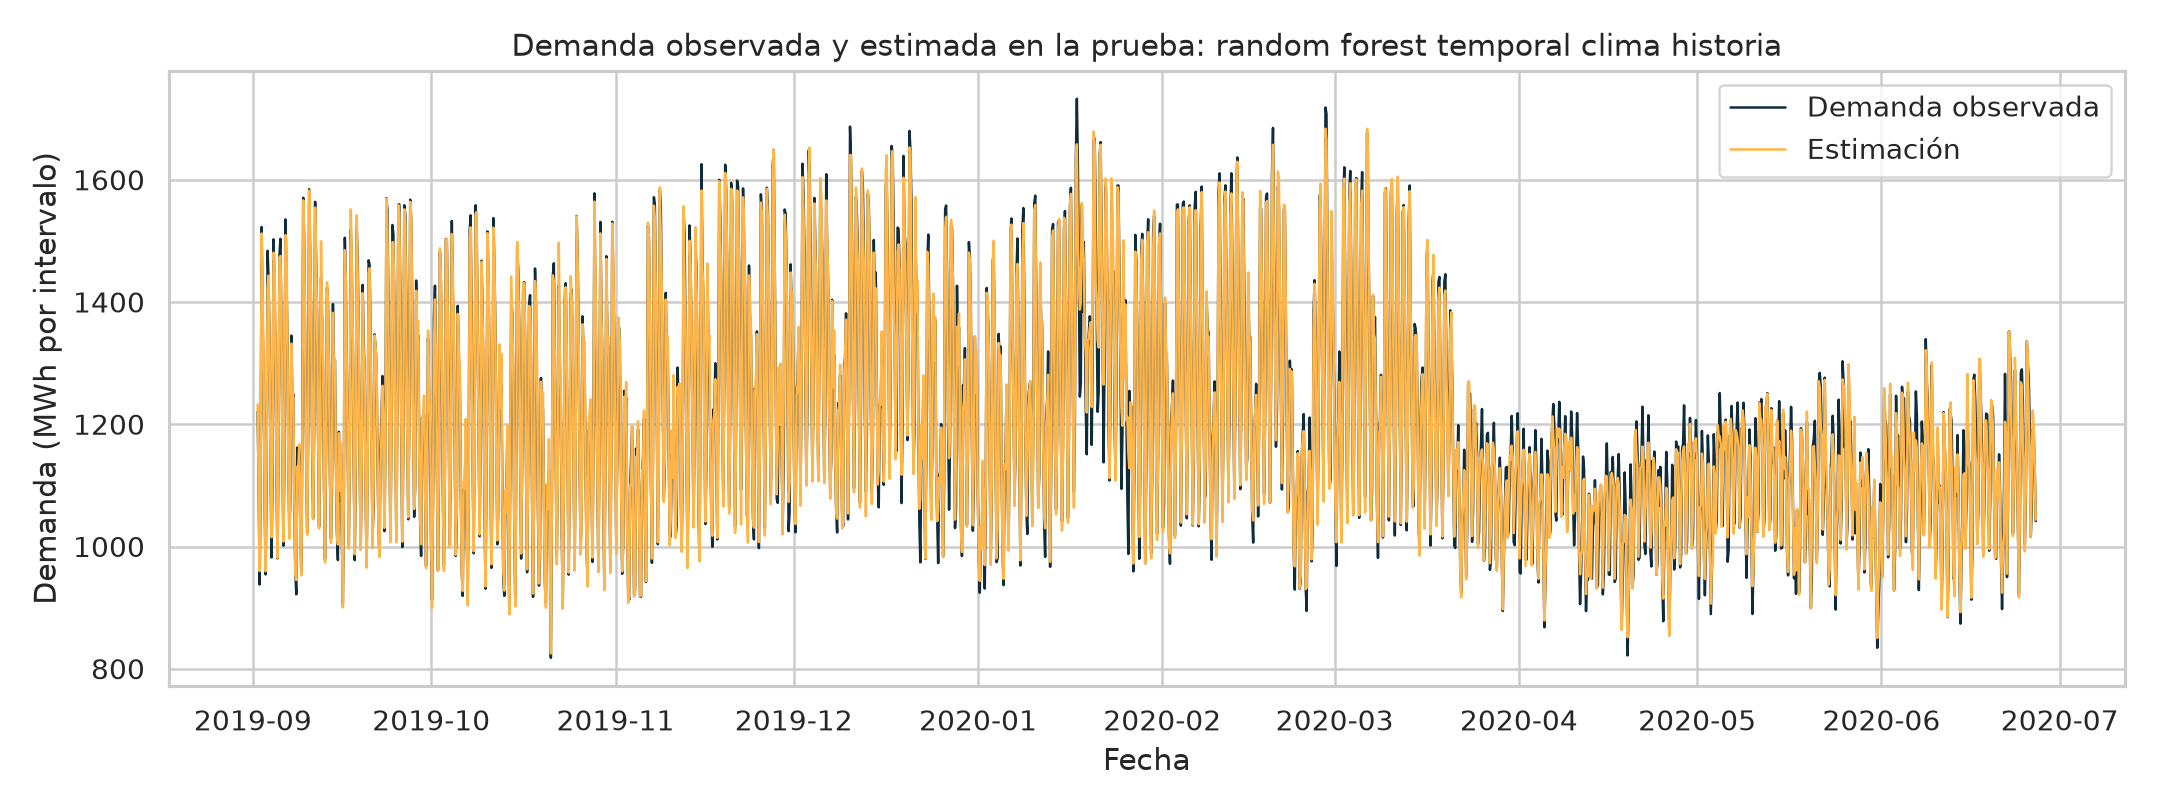 Demanda observada y estimada en la prueba: random forest temporal clima historia
Demanda observada
Estimación
Demanda (MWh por intervalo)
1600
1400
1200
1000
800
2019-09 2019-10 2019-11 2019-12 2020-01 2020-02 2020-03 2020-04 2020-05 2020-06 2020-07
Fecha